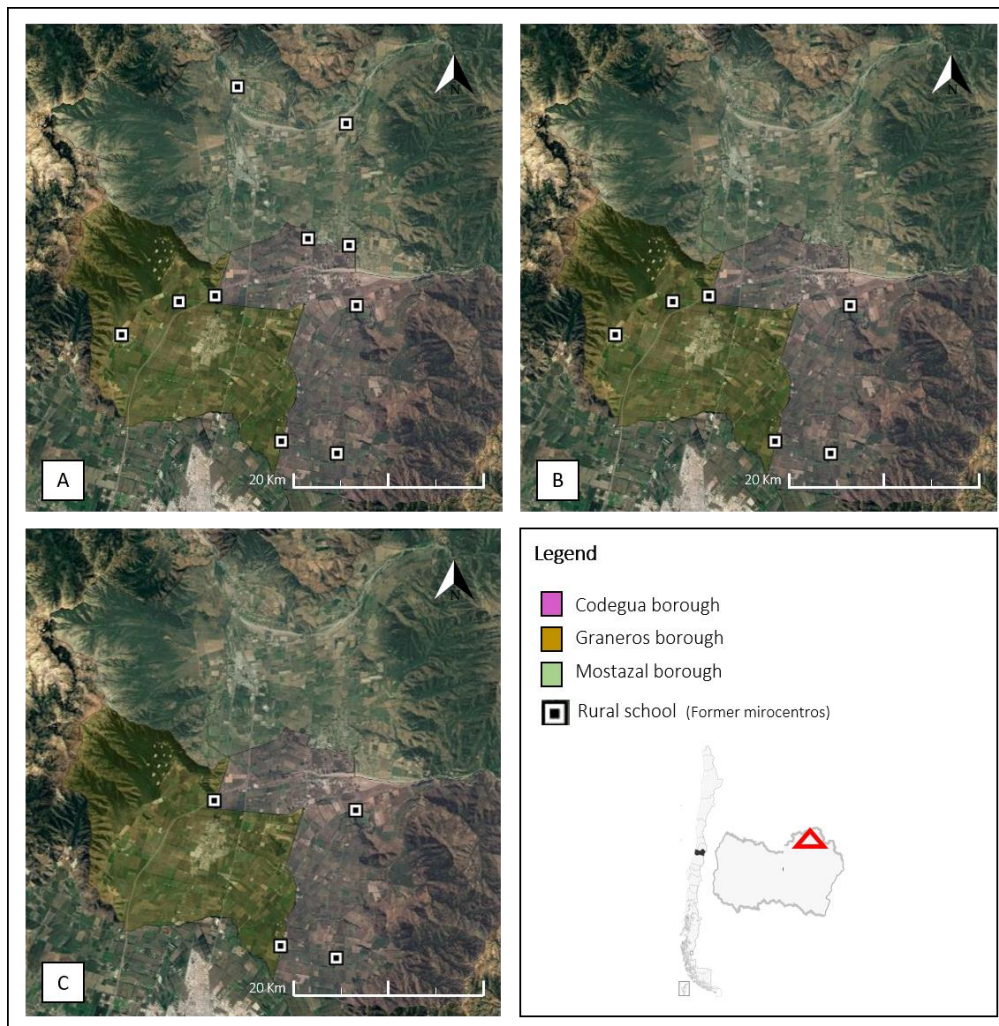 N
A
20 Km
N
B
20 Km
N
C
20 Km
Legend
Codegua borough
Graneros borough
Mostazal borough
Rural school (Former mirocentros)